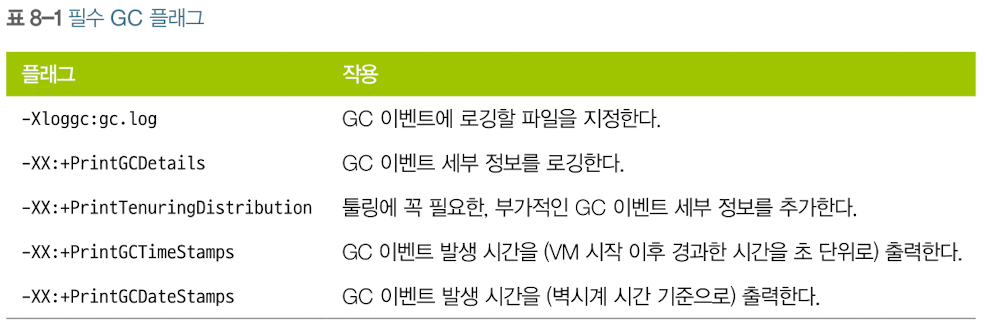 표 8-1 필수 GC 플래그
플래그 작용
-Xloggc:gc.log GC 이벤트에 로깅할 파일을 지정한다.
-XX:+PrintGCDetails GC 이벤트 세부 정보를 로깅한다.
-XX:+PrintTenuringDistribution 툴링에 꼭 필요한, 부가적인 GC 이벤트 세부 정보를 추가한다.
-XX:+PrintGCTimeStamps GC 이벤트 발생 시간을 (VM 시작 이후 경과한 시간을 초 단위로) 출력한다.
-XX:+PrintGCDateStamps GC 이벤트 발생 시간을 (벽시계 시간 기준으로) 출력한다.